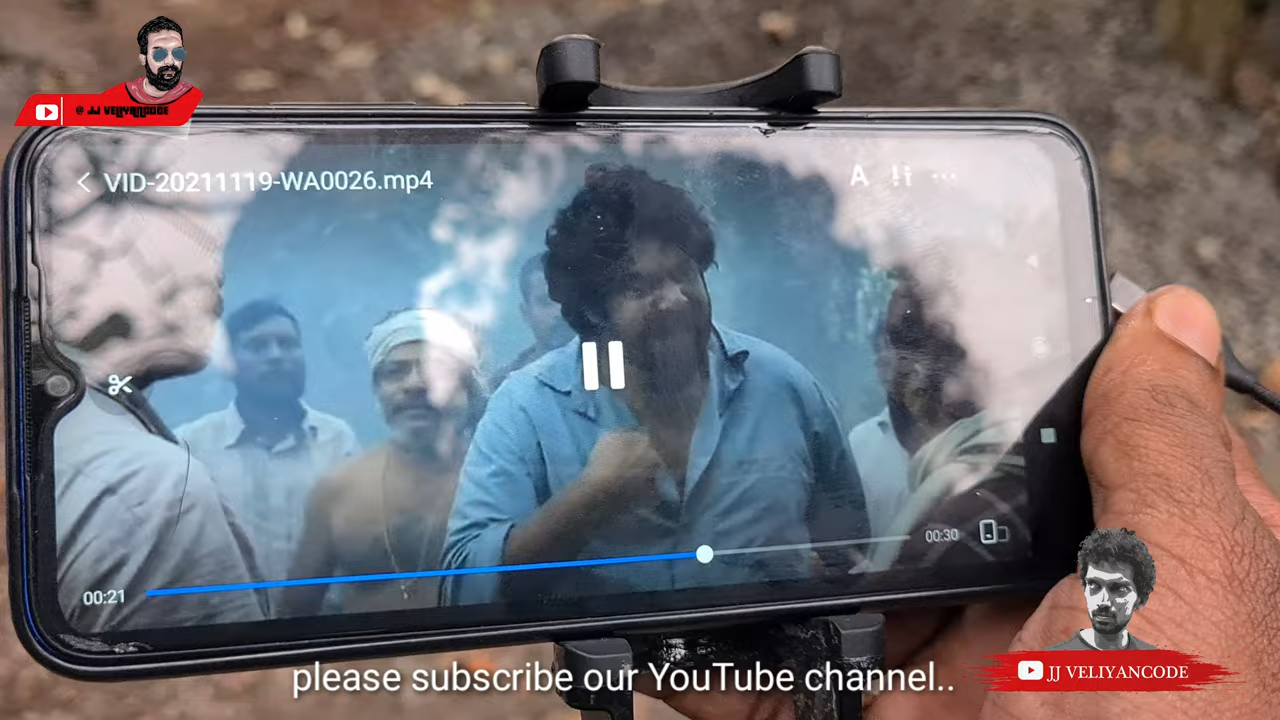 @ JJ VELIYANCODE
VID-20211119-WA0026.mp4
A
00:30
00:21
please subscribe our YouTube channel..
JJ VELIYANCODE